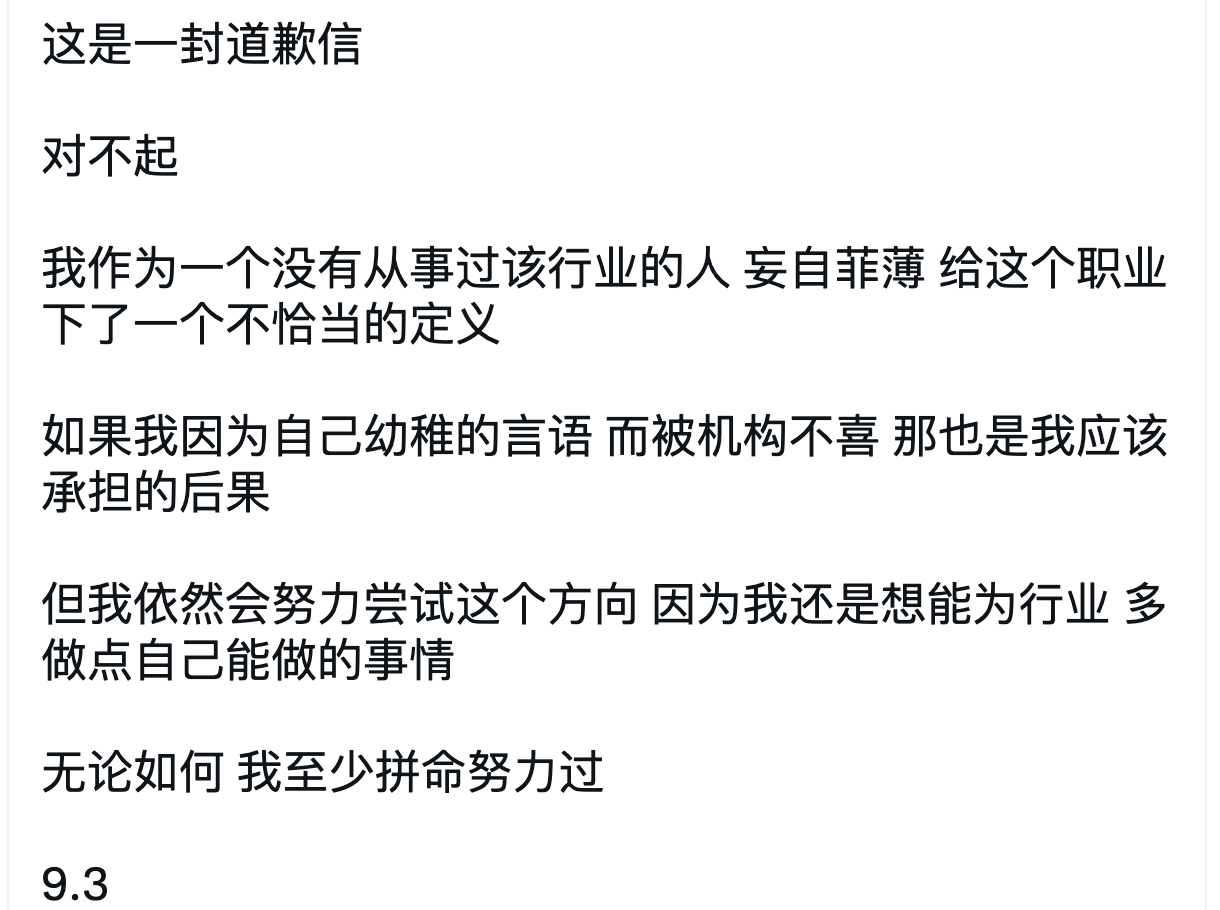 这是一封道歉信
对不起
我作为一个没有从事过该行业的人 妄自菲薄 给这个职业
下了一个不恰当的定义
如果我因为自己幼稚的言语 而被机构不喜 那也是我应该
承担的后果
但我依然会努力尝试这个方向 因为我还是想能为行业 多
做点自己能做的事情
无论如何 我至少拼命努力过
9.3